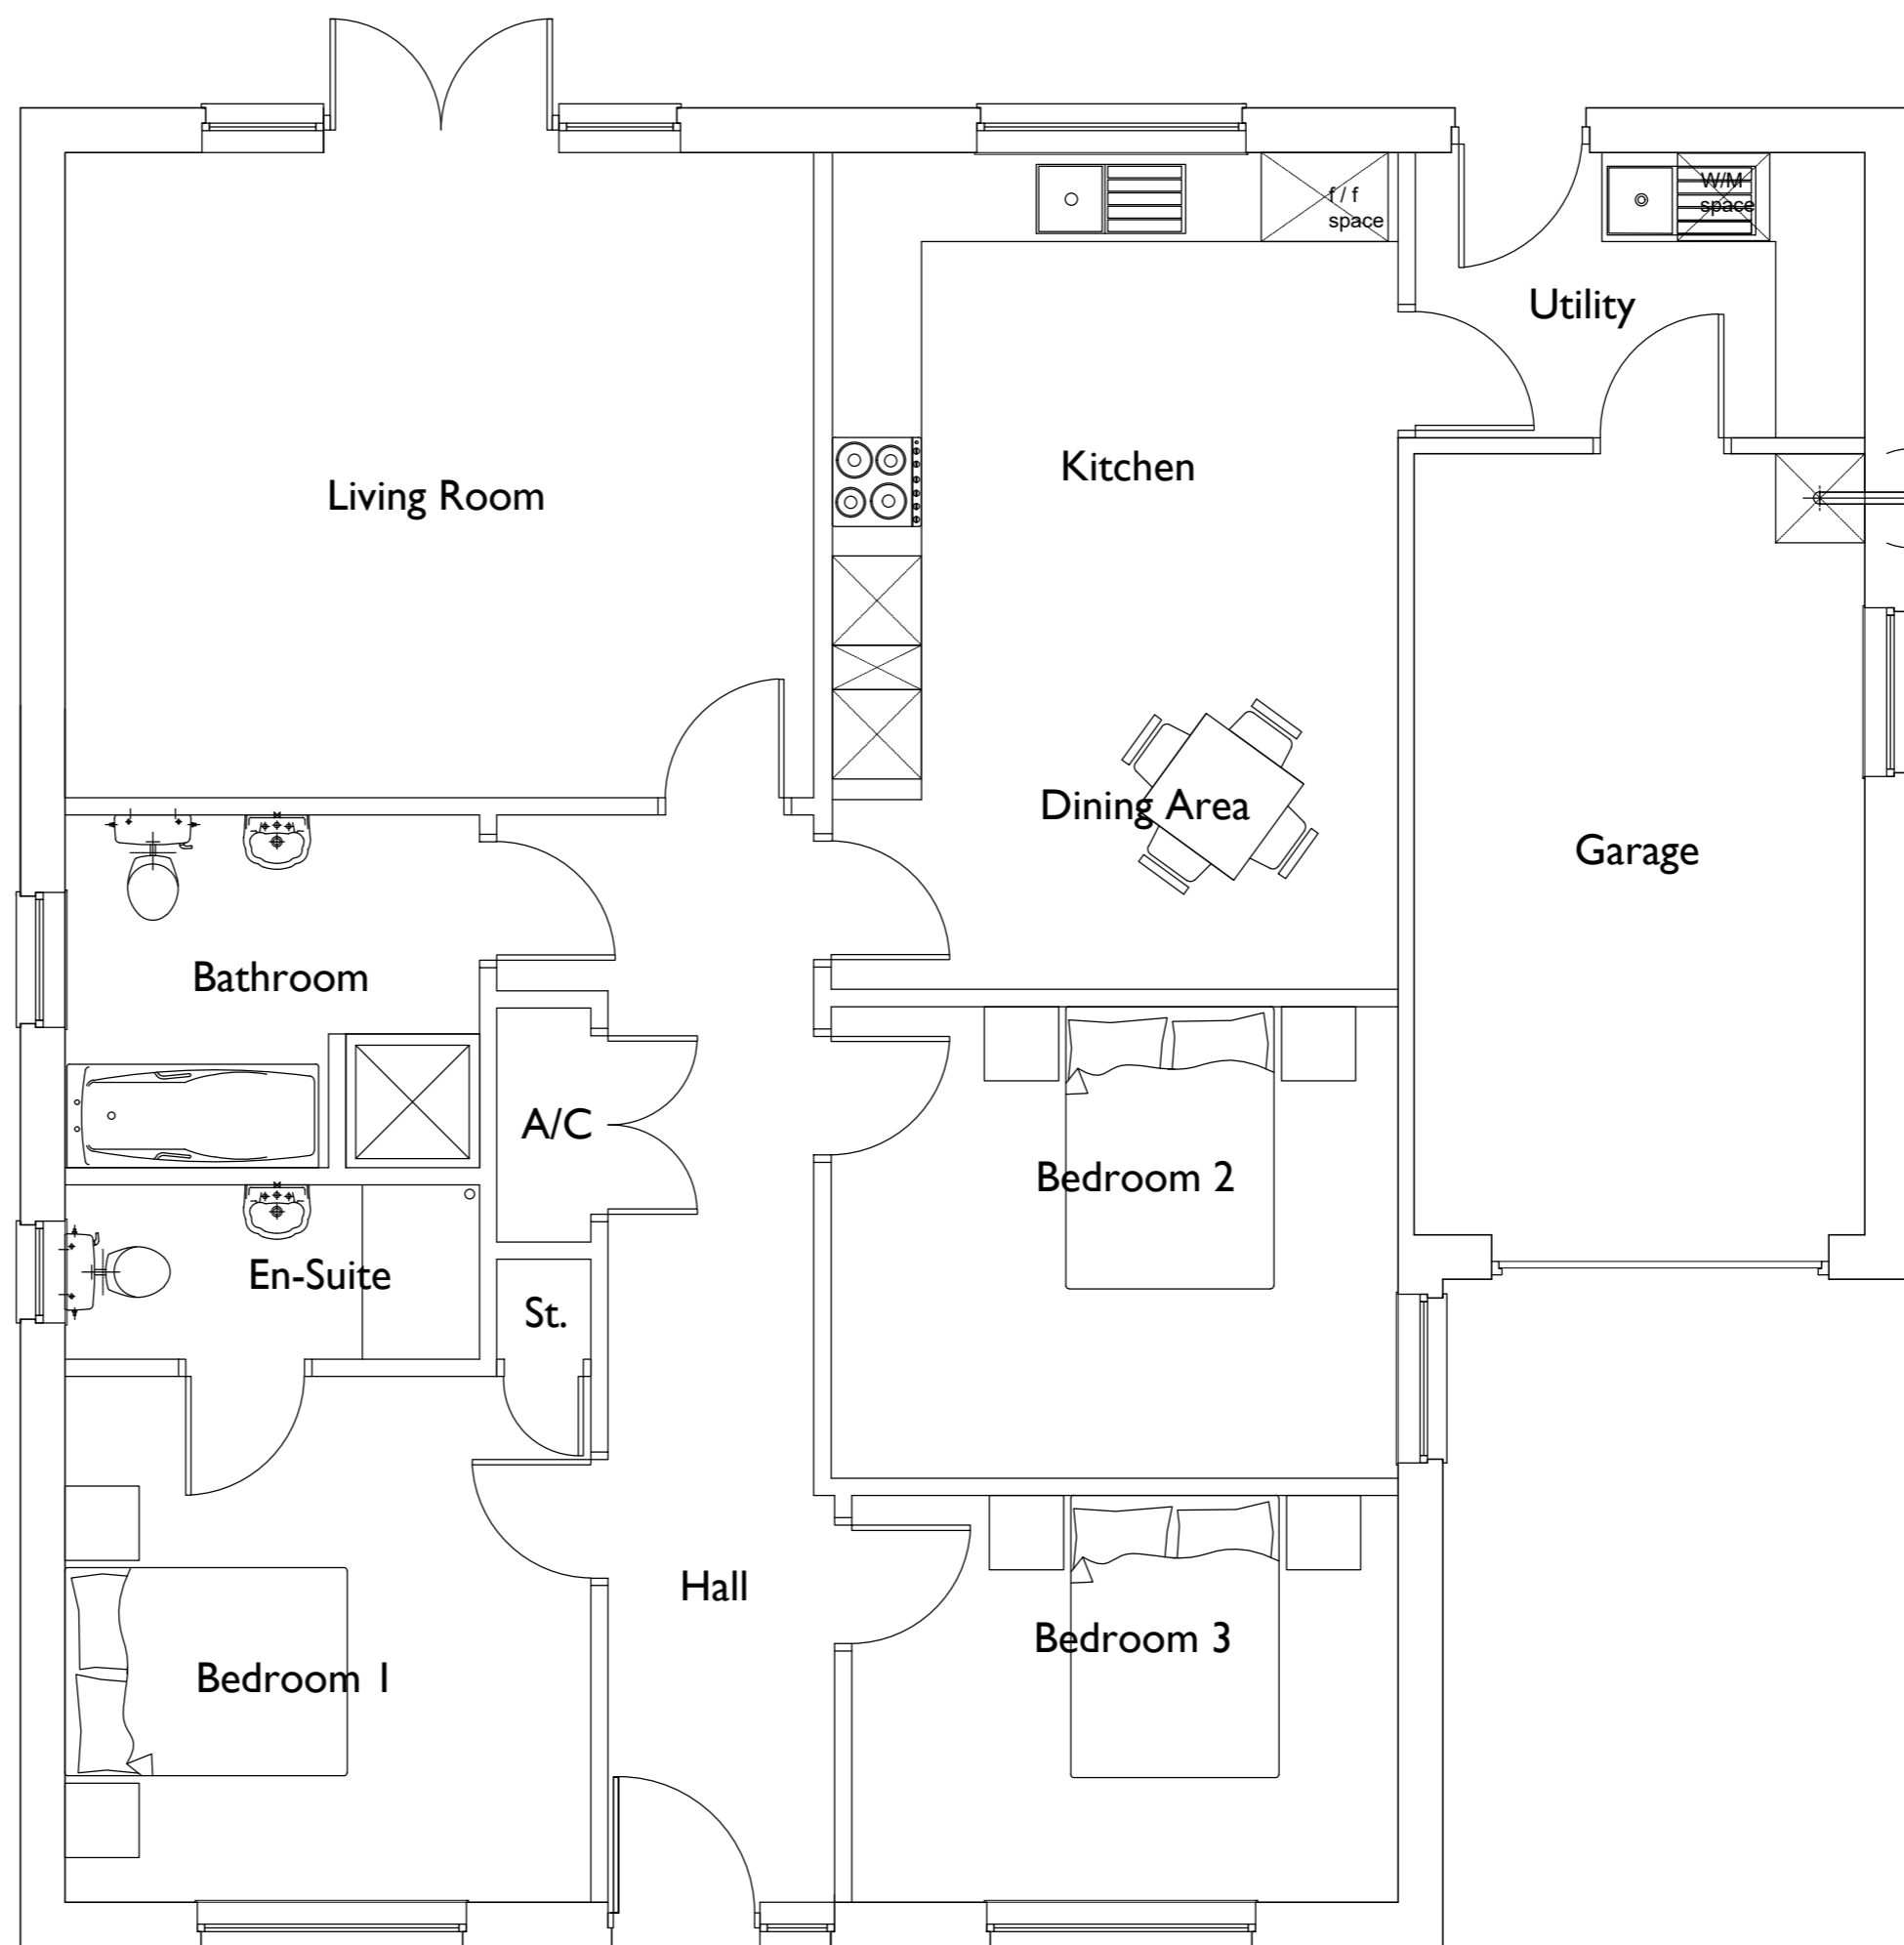 f / f
space
W/M
space
Utility
Kitchen
Living Room
Dining Area
Garage
Bathroom
A/C
Bedroom 2
En-Suite
St.
Hall
Bedroom 3
Bedroom 1